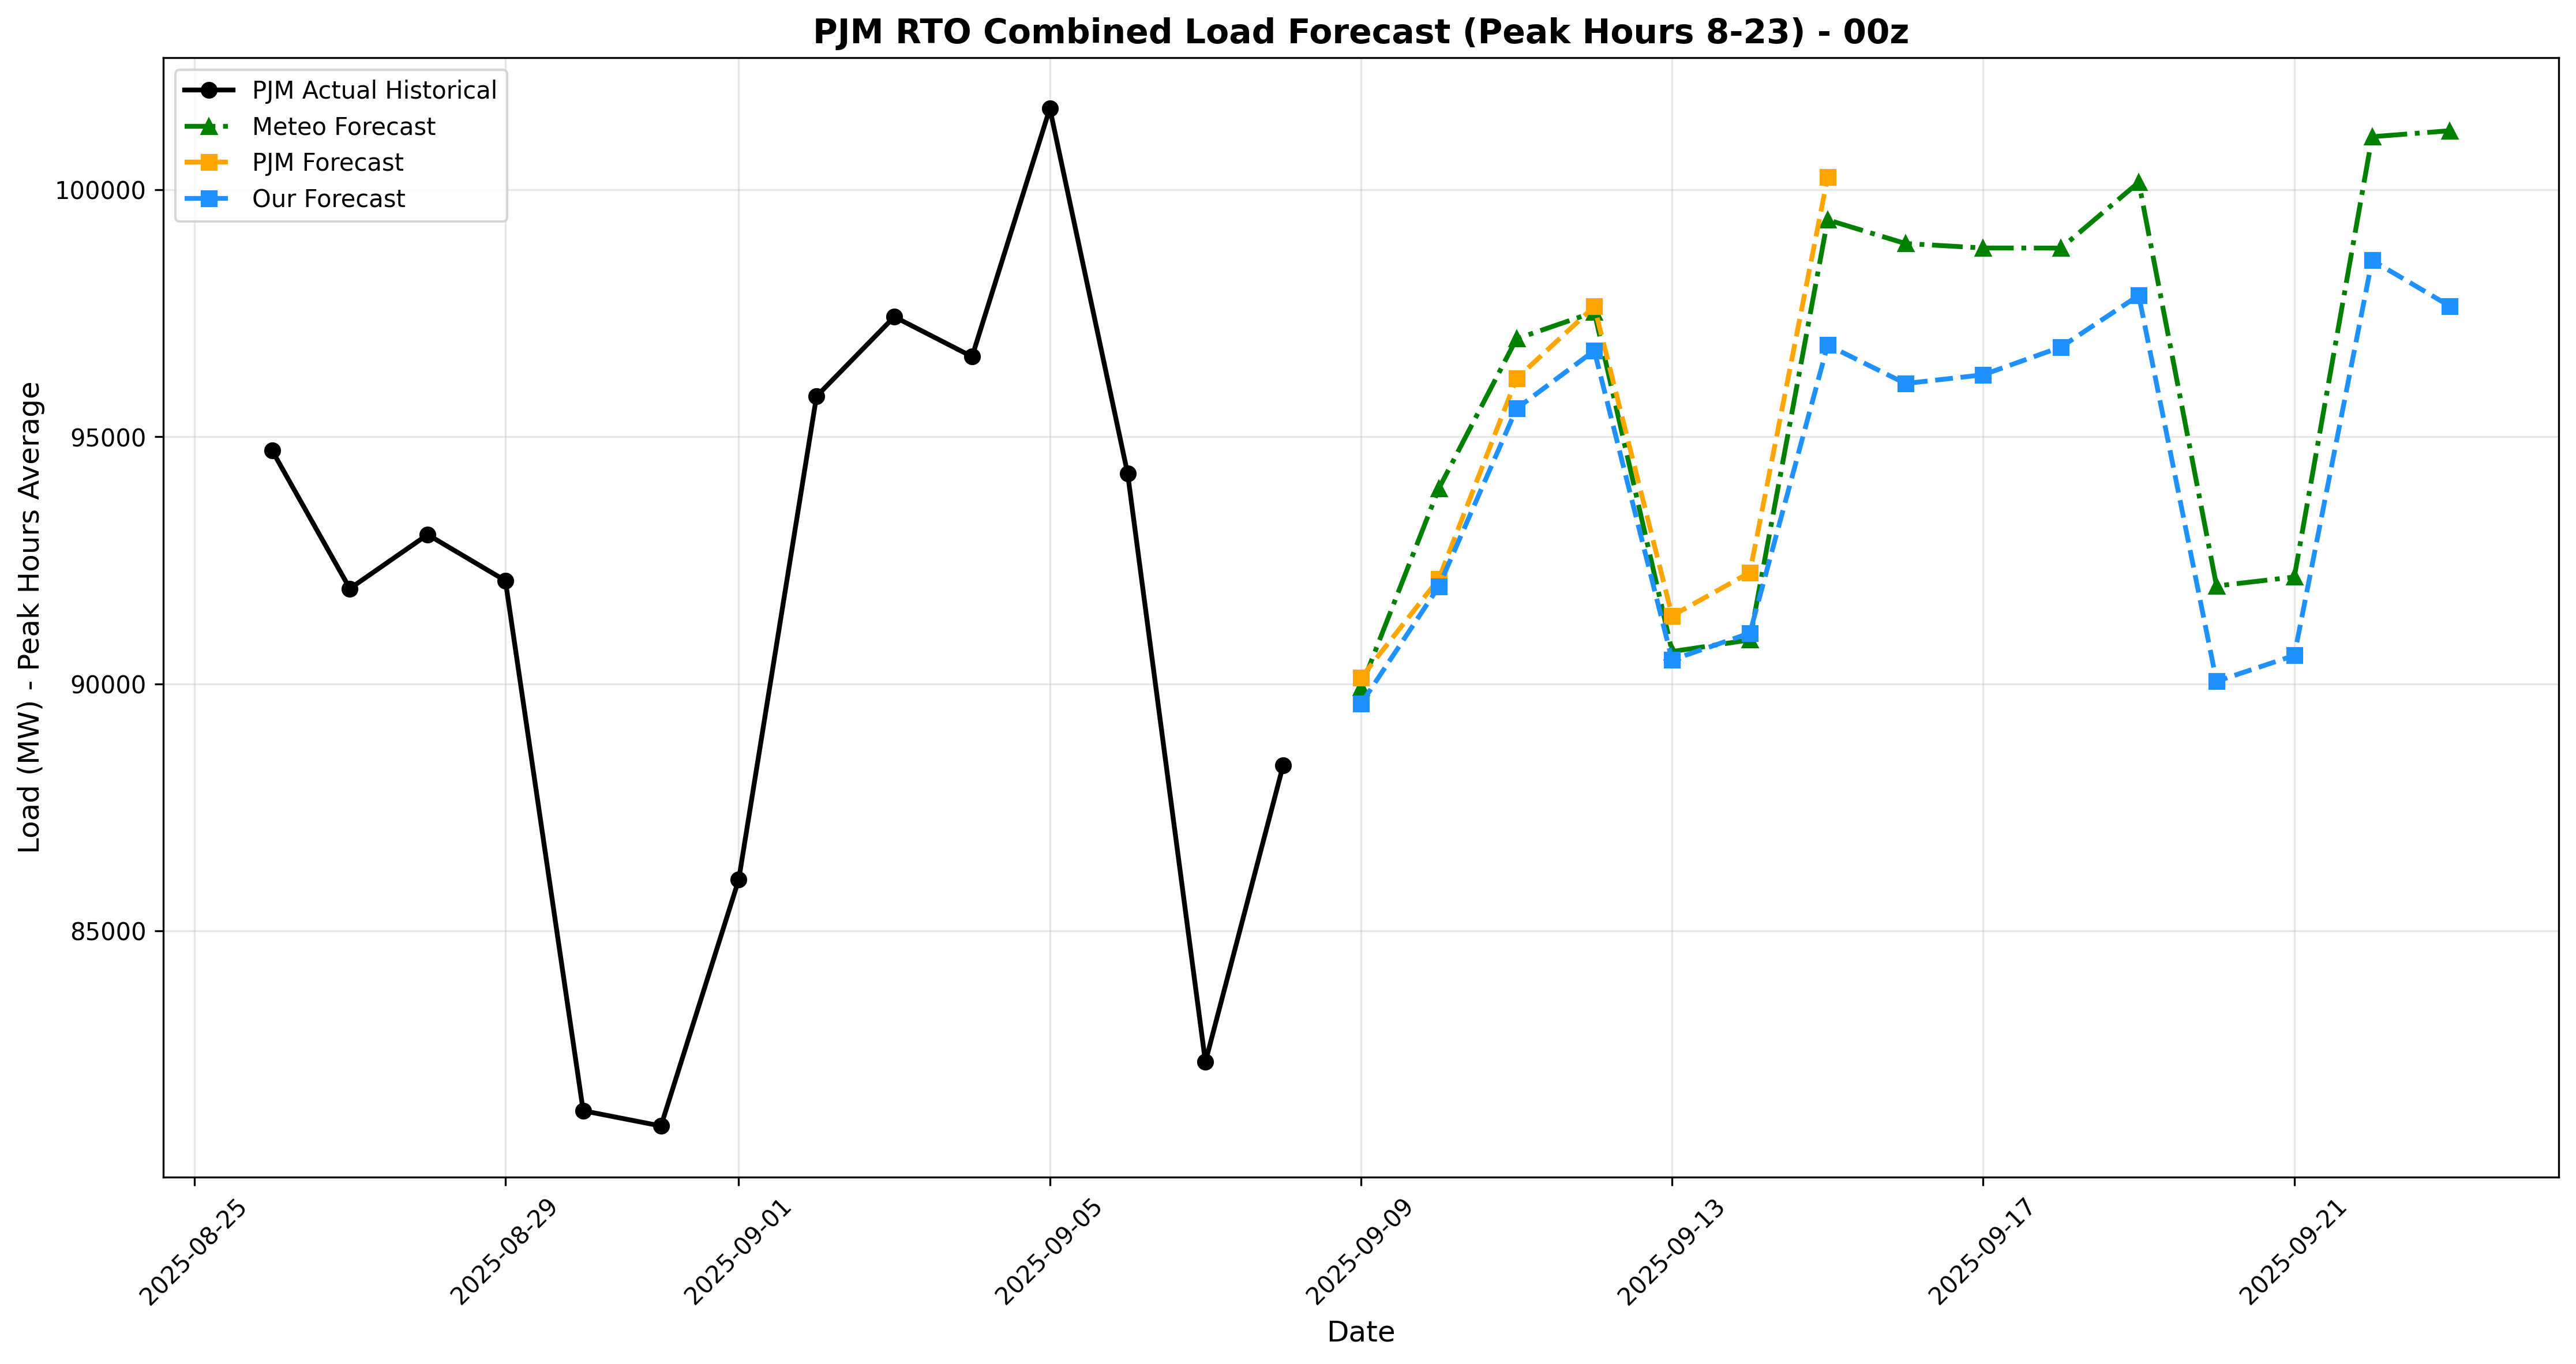 PJM RTO Combined Load Forecast (Peak Hours 8-23) - 00z
PJM Actual Historical
Meteo Forecast
PJM Forecast
Our Forecast
Load (MW) - Peak Hours Average
100000
95000
90000
85000
2025-08-25
2025-08-29
2025-09-01
2025-09-05
2025-09-09
2025-09-13
2025-09-17
2025-09-21
Date